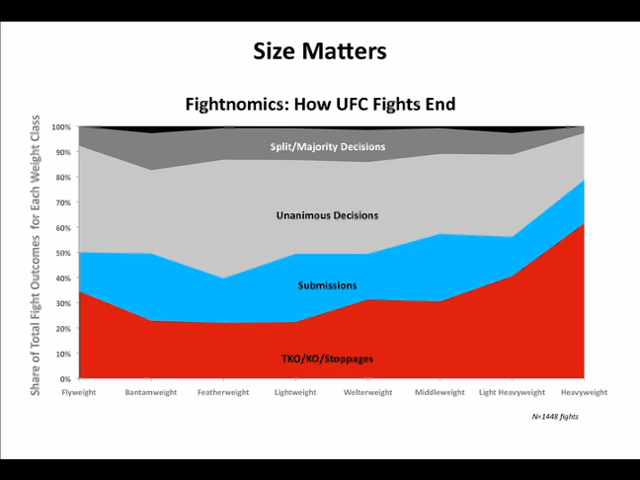 Size Matters
Fightnomics: How UFC Fights End
Share of Total Fight Outcomes for Each Weight Class
100%
90%
80%
70%
60%
50%
40%
30%
20%
10%
0%
Split/Majority Decisions
Unanimous Decisions
Submissions
TKO/KO/Stoppages
Flyweight Bantamweight Featherweight Lightweight Welterweight Middleweight Light Heavyweight Heavyweight
N=1448 fights